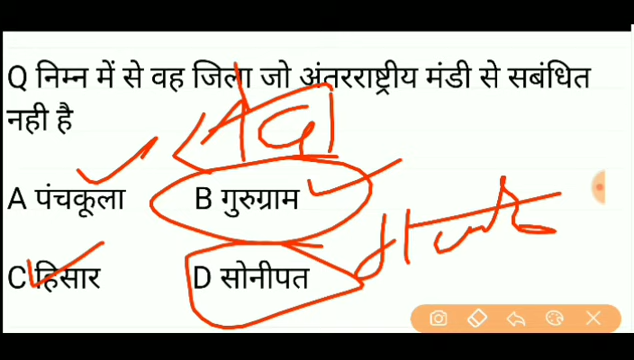 Q निम्न में से वह जिला जो अंतरराष्ट्रीय मंडी से सबंधित
नही है
A पंचकूला B गुरुग्राम
C हिसार D सोनीपत